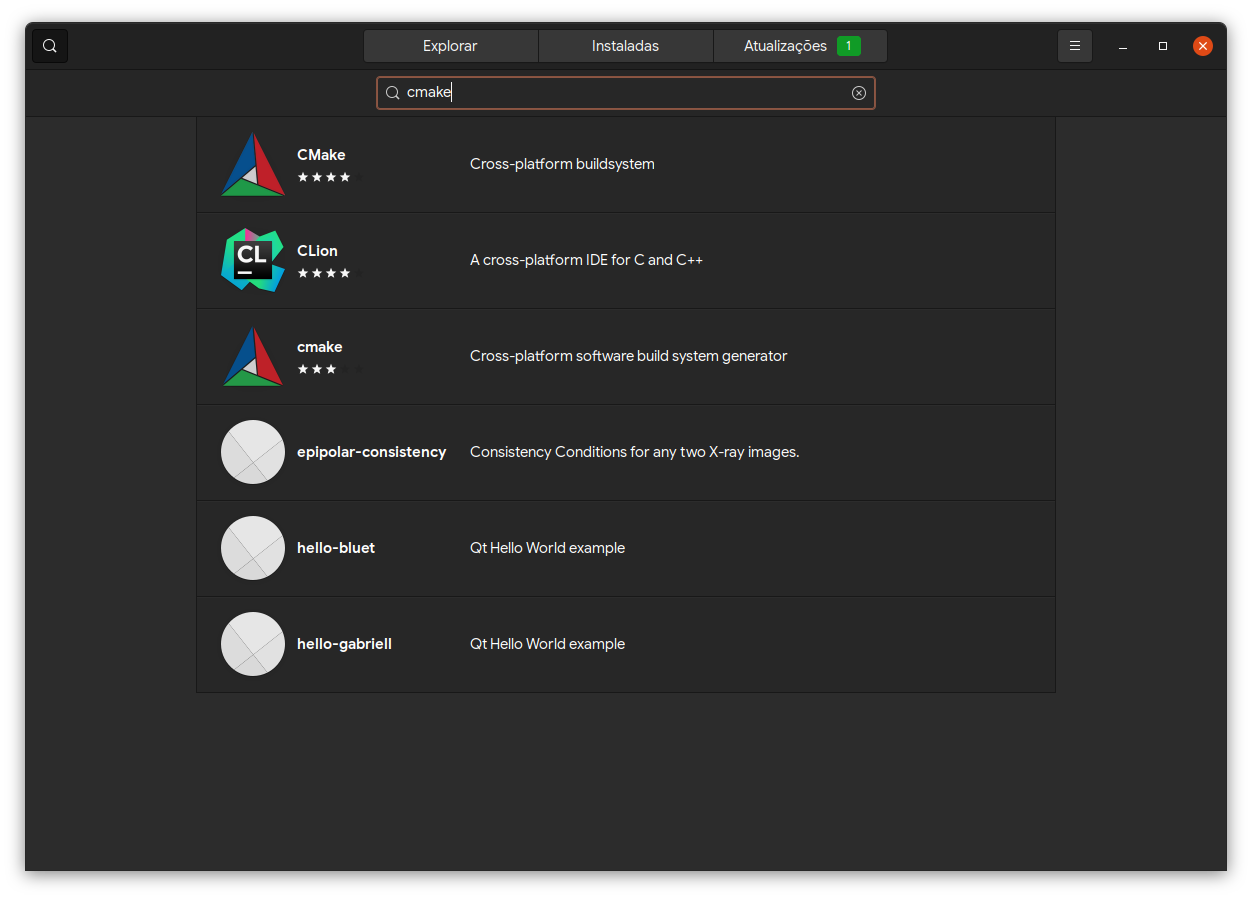 Explorar
Instaladas
Atualizações 1
cmake
CMake
Cross-platform buildsystem
CL
CLion
A cross-platform IDE for C and C++
cmake
Cross-platform software build system generator
epipolar-consistency
Consistency Conditions for any two X-ray images.
hello-bluet
Qt Hello World example
hello-gabriell
Qt Hello World example